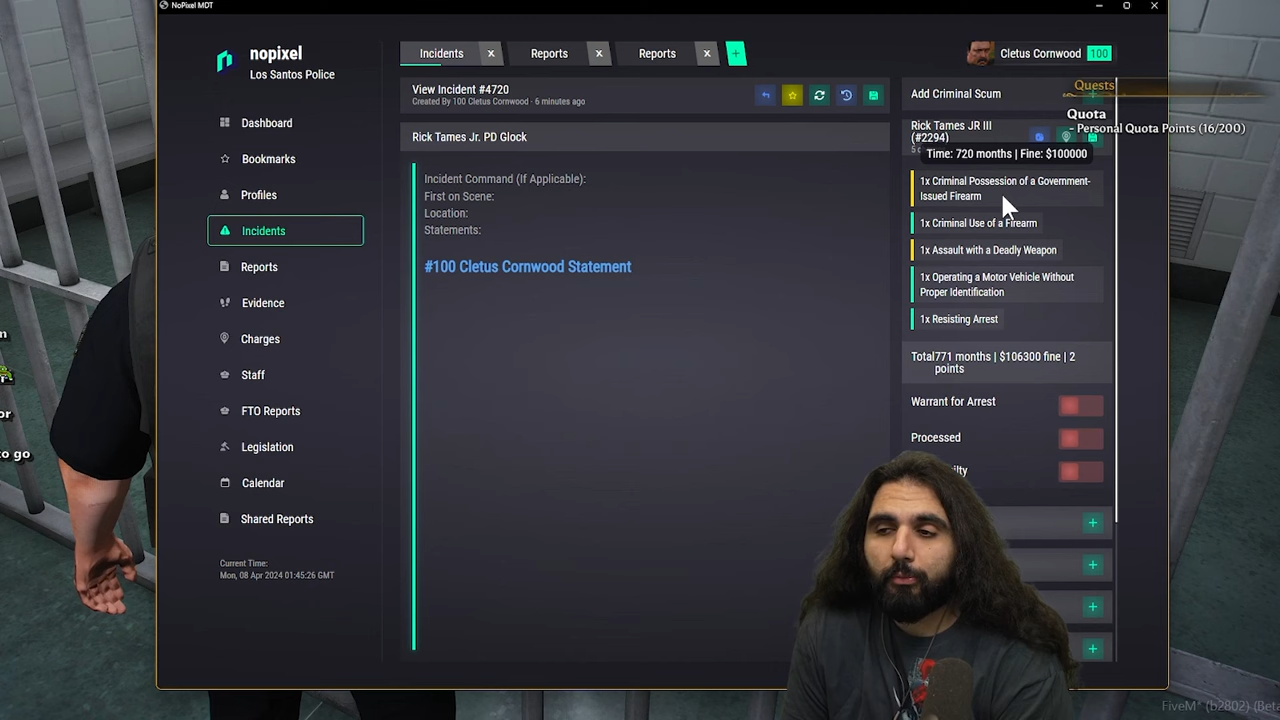 NoPixel MDT
nopixel
Los Santos Police
Dashboard
Bookmarks
Profiles
Incidents
Reports
Evidence
Charges
Staff
FTO Reports
Legislation
Calendar
Shared Reports
Current Time:
Mon, 08 Apr 2024 01:45:26 GMT
to go
Incidents x
Reports x
Reports x
+
Cletus Cornwood 100
View Incident #4720
Created By 100 Cletus Cornwood · 6 minutes ago
Rick Tames Jr. PD Glock
Incident Command (If Applicable):
First on Scene:
Location:
Statements:
#100 Cletus Cornwood Statement
Add Criminal Scum
Quests
Quota
- Personal Quota Points (16/200)
Rick Tames JR III
(#2294)
Time: 720 months | Fine: $100000
1x Criminal Possession of a Government-
Issued Firearm
1x Criminal Use of a Firearm
1x Assault with a Deadly Weapon
1x Operating a Motor Vehicle Without
Proper Identification
1x Resisting Arrest
Total771 months | $106300 fine | 2
points
Warrant for Arrest
Processed
+
+
+
+